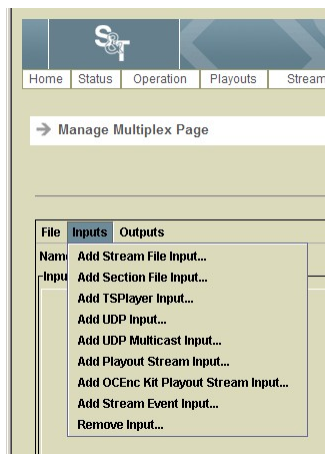 S&T
Home Status Operation Playouts Stream
Manage Multiplex Page
File Inputs Outputs
Nam
Inpu
Add Stream File Input...
Add Section File Input...
Add TSPlayer Input...
Add UDP Input...
Add UDP Multicast Input...
Add Playout Stream Input...
Add OCEnc Kit Playout Stream Input...
Add Stream Event Input...
Remove Input...